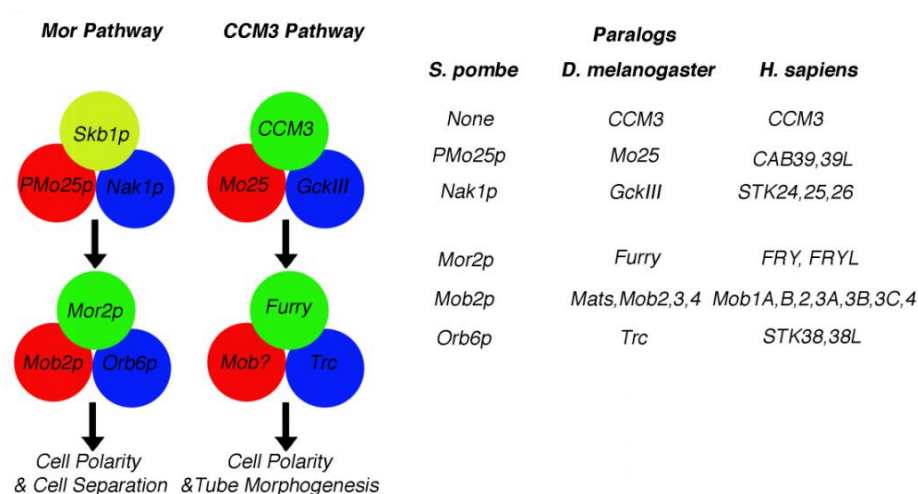 Mor Pathway
CCM3 Pathway
Skb1p
PMo25p
Nak1p
CCM3
Mo25
GckIII
Mor2p
Mob2p
Orb6p
Furry
Mob?
Trc
Cell Polarity
& Cell Separation
Cell Polarity
&Tube Morphogenesis
Paralogs
S. pombe D. melanogaster H. sapiens
None CCM3 CCM3
PMo25p Mo25 CAB39,39L
Nak1p GckIII STK24,25,26
Mor2p Furry FRY, FRYL
Mob2p Mats,Mob2,3,4 Mob1A,B,2,3A,3B,3C,4
Orb6p Trc STK38,38L